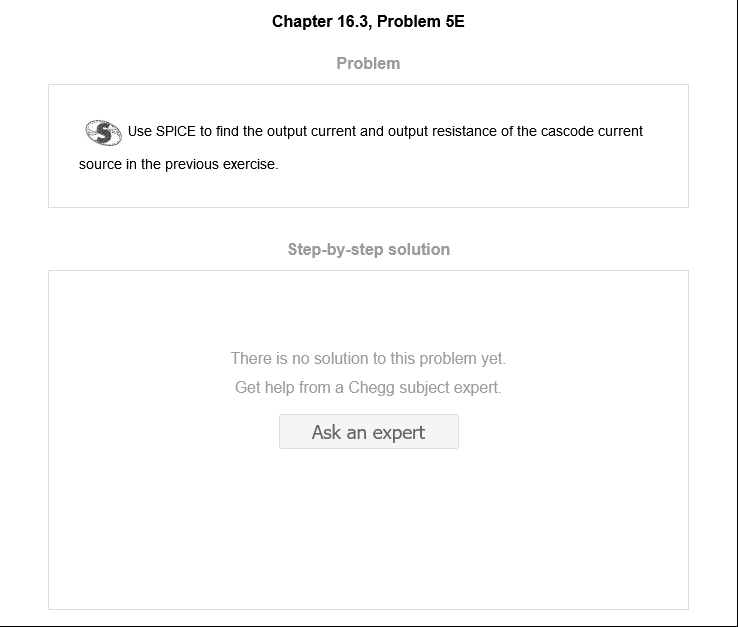 Chapter 16.3, Problem 5E
Problem
S Use SPICE to find the output current and output resistance of the cascode current
source in the previous exercise.
Step-by-step solution
There is no solution to this problem yet.
Get help from a Chegg subject expert.
Ask an expert